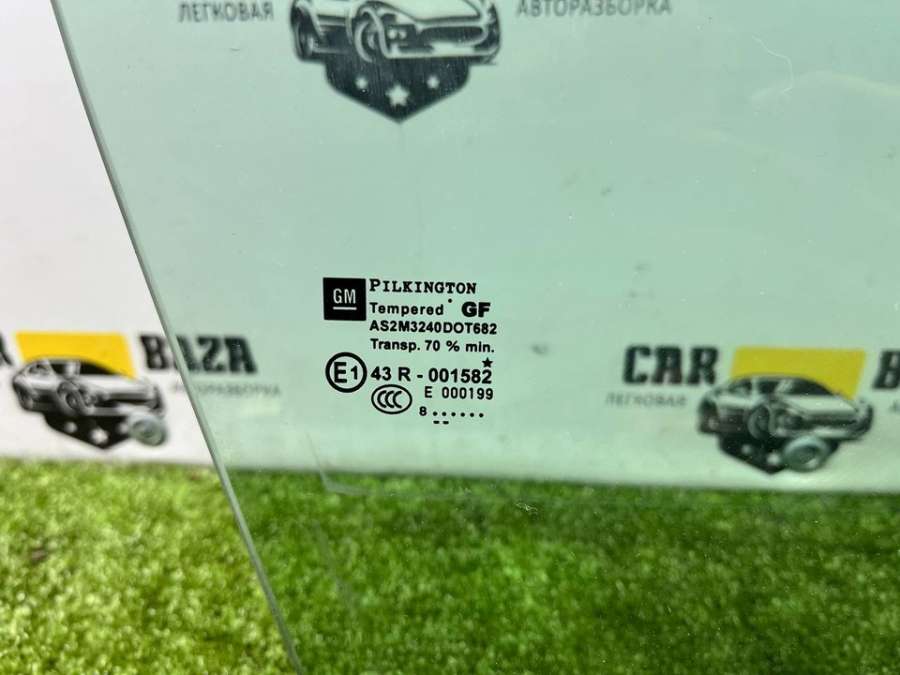 ЛЕГКОВАЯ
АВТОРАЗБОРКА
GM
PILKINGTON
Tempered GF
AS2M3240DOT682
Transp. 70 % min.
E1 43 R - 001582
CCC E 000199
8 ......
--
BAZA
АВТОРАЗБОРКА
CAR
ЛЕГКОВАЯ